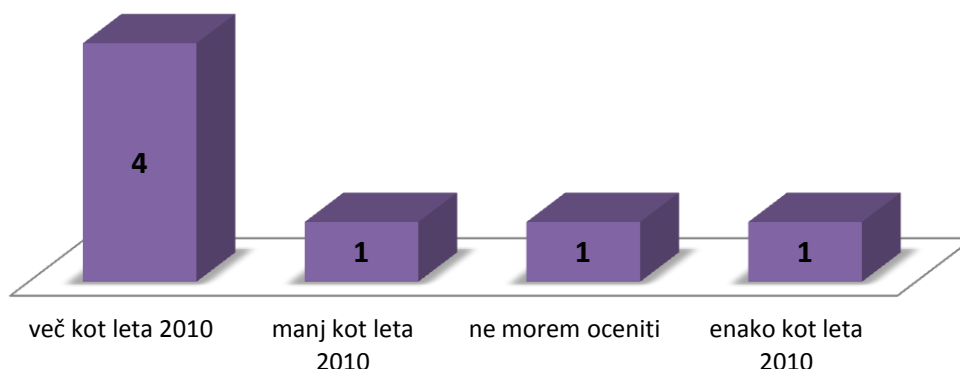 4
1
1
1
več kot leta 2010
manj kot leta
2010
ne morem oceniti
enako kot leta
2010